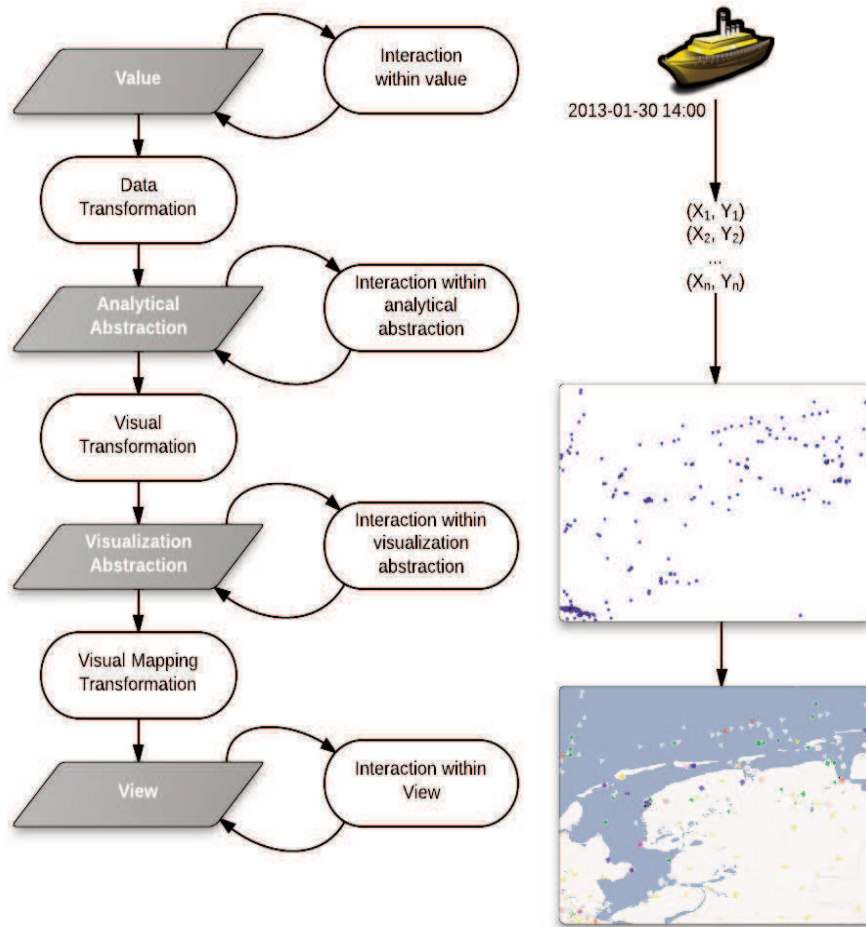 Value
Interaction
within value
Data
Transformation
Analytical
Abstraction
Interaction within
analytical
abstraction
Visual
Transformation
Visualization
Abstraction
Interaction within
visualization
abstraction
Visual Mapping
Transformation
View
Interaction within
View
2013-01-30 14:00
(X₁, Y₁)
(X₂, Y₂)
...
(Xₙ, Yₙ)